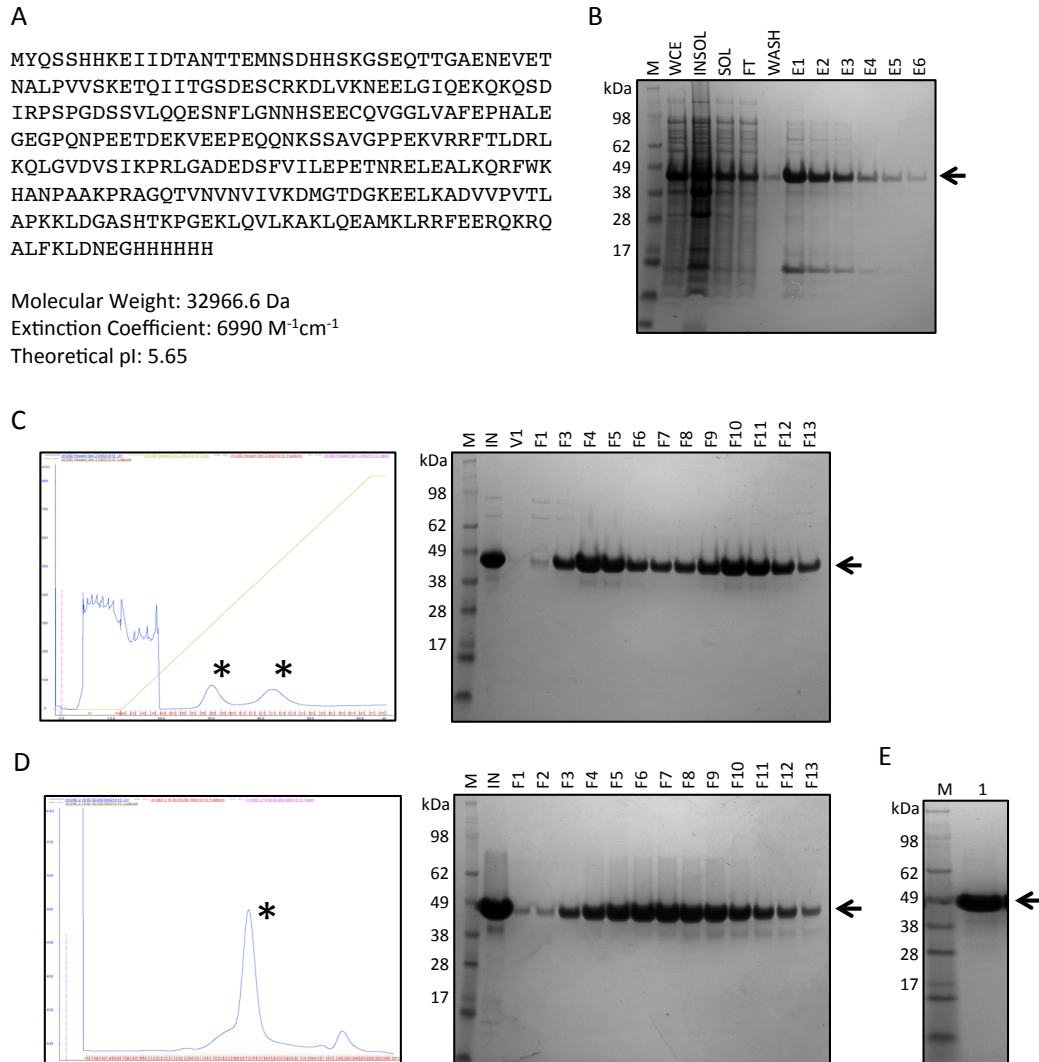 A
MYQSSHHKEIIDTANTTEMNSDHHSKGSEQTTGAENEVET
NALPVVSKETQIITGSDESCRKDLVKNEELGIQEKQKQSD
IRPSPGDSSVLQQESNFLGNNHSEECQVGGLVAFEPHALE
GEGPQNPEETDEKVEEPEQQNKSSAVGPPEKVRRFTLDRL
KQLGVDVSIKPRLGADEDSFVILEPETNRELEALKQRFWK
HANPAAKPRAGQTVNVNVIVKDMGTDGKEELKADVVPVTL
APKKLDGASHTKPGEKLQVLKAKLQEAMKLRRFEERQKRQ
ALFKLDNEGHHHHHH
Molecular Weight: 32966.6 Da
Extinction Coefficient: 6990 M⁻¹cm⁻¹
Theoretical pI: 5.65
B
M WCE INSOL SOL FT WASH E1 E2 E3 E4 E5 E6
kDa
98
62
49
38
28
17
C
*
*
M IN V1 F1 F3 F4 F5 F6 F7 F8 F9 F10 F11 F12 F13
kDa
98
62
49
38
28
17
D
*
M IN F1 F2 F3 F4 F5 F6 F7 F8 F9 F10 F11 F12 F13
kDa
98
62
49
38
28
17
E
M 1
kDa
98
62
49
38
28
17